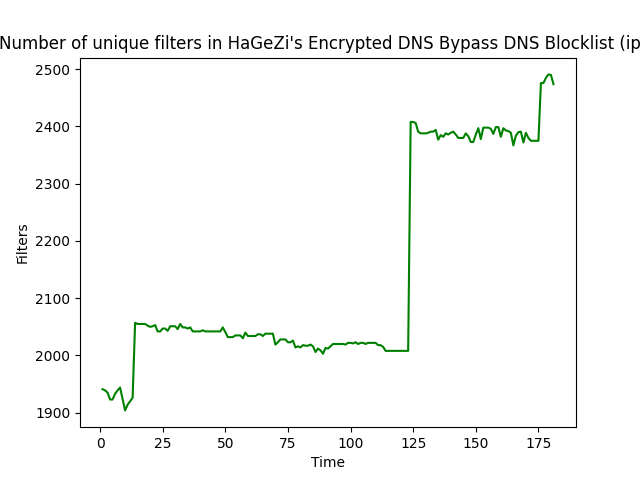 Number of unique filters in HaGeZi's Encrypted DNS Bypass DNS Blocklist (ip
2500
2400
2300
2200
2100
2000
1900
Filters
0 25 50 75 100 125 150 175
Time